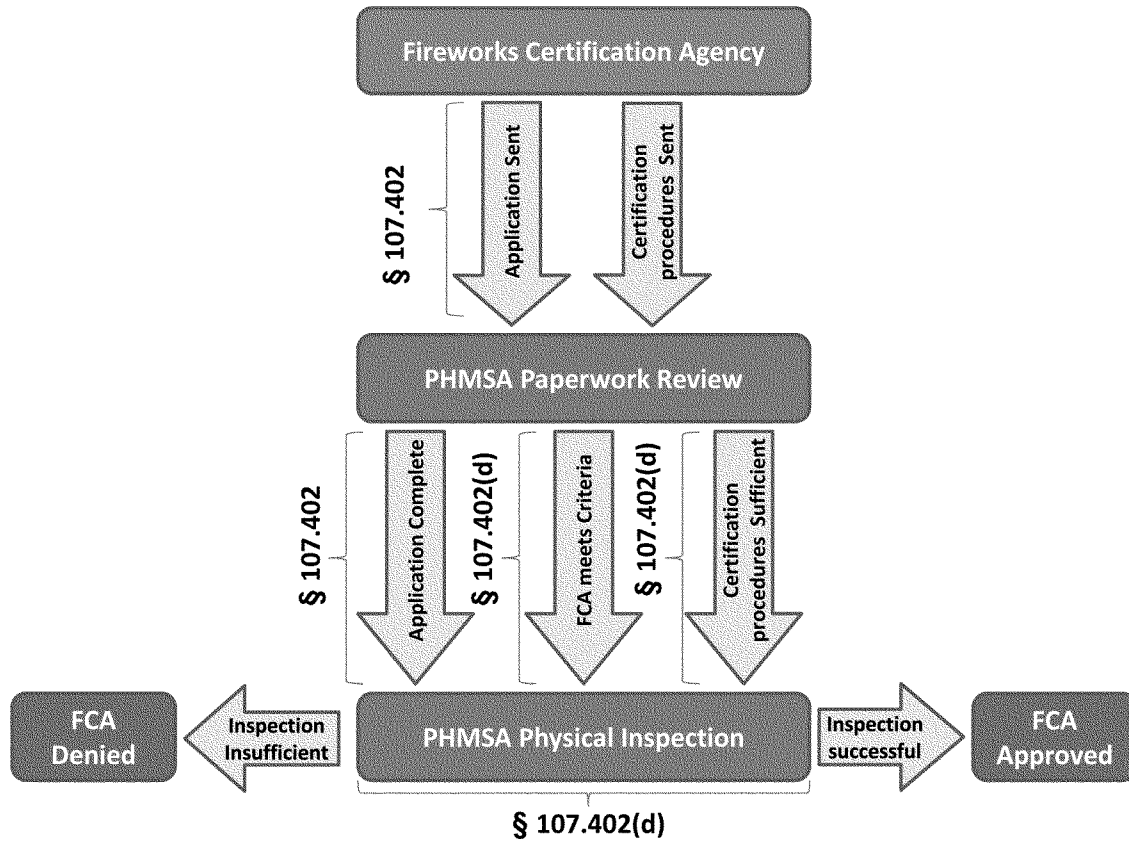 Fireworks Certification Agency
§ 107.402
Application Sent
Certification
procedures Sent
PHMSA Paperwork Review
§ 107.402
Application Complete
§ 107.402(d)
FCA meets Criteria
§ 107.402(d)
Certification
procedures Sufficient
FCA
Denied
Inspection
Insufficient
PHMSA Physical Inspection
Inspection
successful
FCA
Approved
§ 107.402(d)